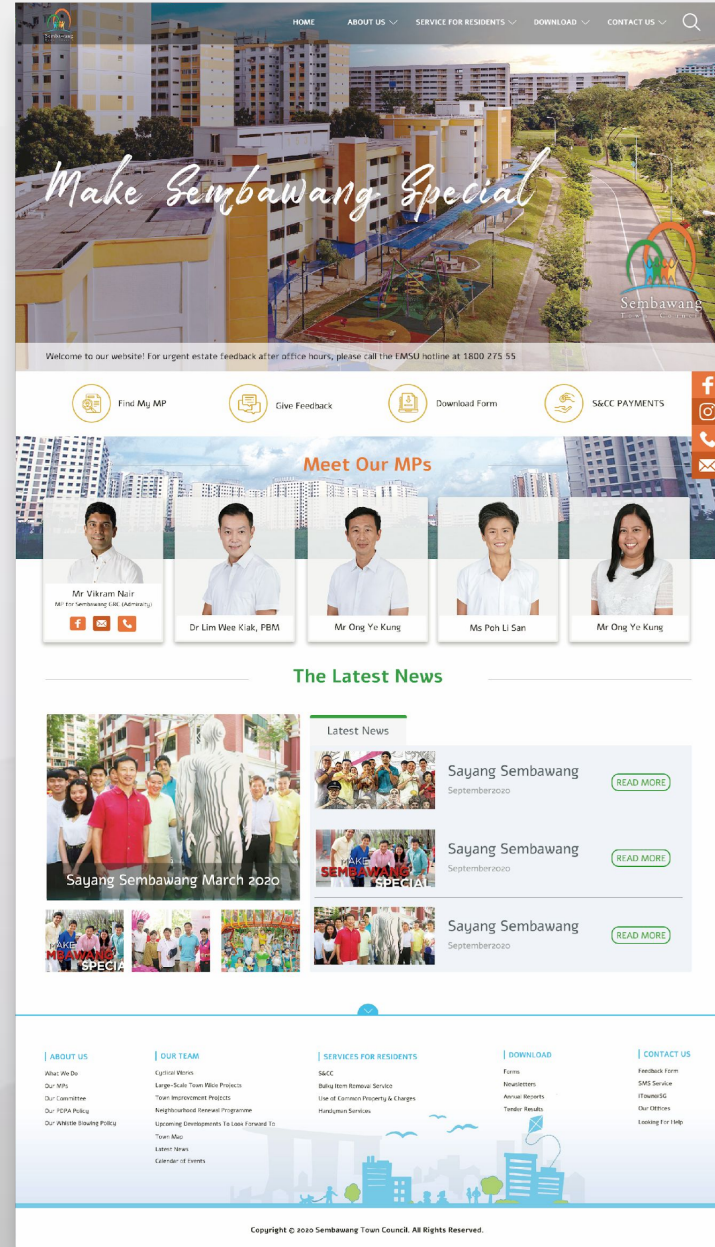 Sembawang
HOME
ABOUT US
SERVICE FOR RESIDENTS
DOWNLOAD
CONTACT US
Make Sembawang Special
Sembawang
Town Council
Welcome to our website! For urgent estate feedback after office hours, please call the EMSU hotline at 1800 275 55
Find My MP
Give Feedback
Download Form
S&CC PAYMENTS
Meet Our MPs
Mr Vikram Nair
MP for Sembawang GRC (Admiralty)
Dr Lim Wee Kiak, PBM
Mr Ong Ye Kung
Ms Poh Li San
Mr Ong Ye Kung
The Latest News
Sayang Sembawang March 2020
MAKE
MBAWANG
SPECIA
Latest News
Sayang Sembawang
September2020
READ MORE
MAKE
SEMBAWANG
SPECIAL
Sayang Sembawang
September2020
READ MORE
Sayang Sembawang
September2020
READ MORE
ABOUT US
What We Do
Our MPs
Our Committee
Our PDPA Policy
Our Whistle Blowing Policy
OUR TEAM
Cyclical Works
Large-Scale Town Wide Projects
Town Improvement Projects
Neighbourhood Renewal Programme
Upcoming Developments To Look Forward To
Town Map
Latest News
Calendar of Events
SERVICES FOR RESIDENTS
S&CC
Bulky Item Removal Service
Use of Common Property & Charges
Handyman Services
DOWNLOAD
Forms
Newsletters
Annual Reports
Tender Results
CONTACT US
Feedback Form
SMS Service
iTownerSG
Our Offices
Looking For Help
Copyright © 2020 Sembawang Town Council. All Rights Reserved.